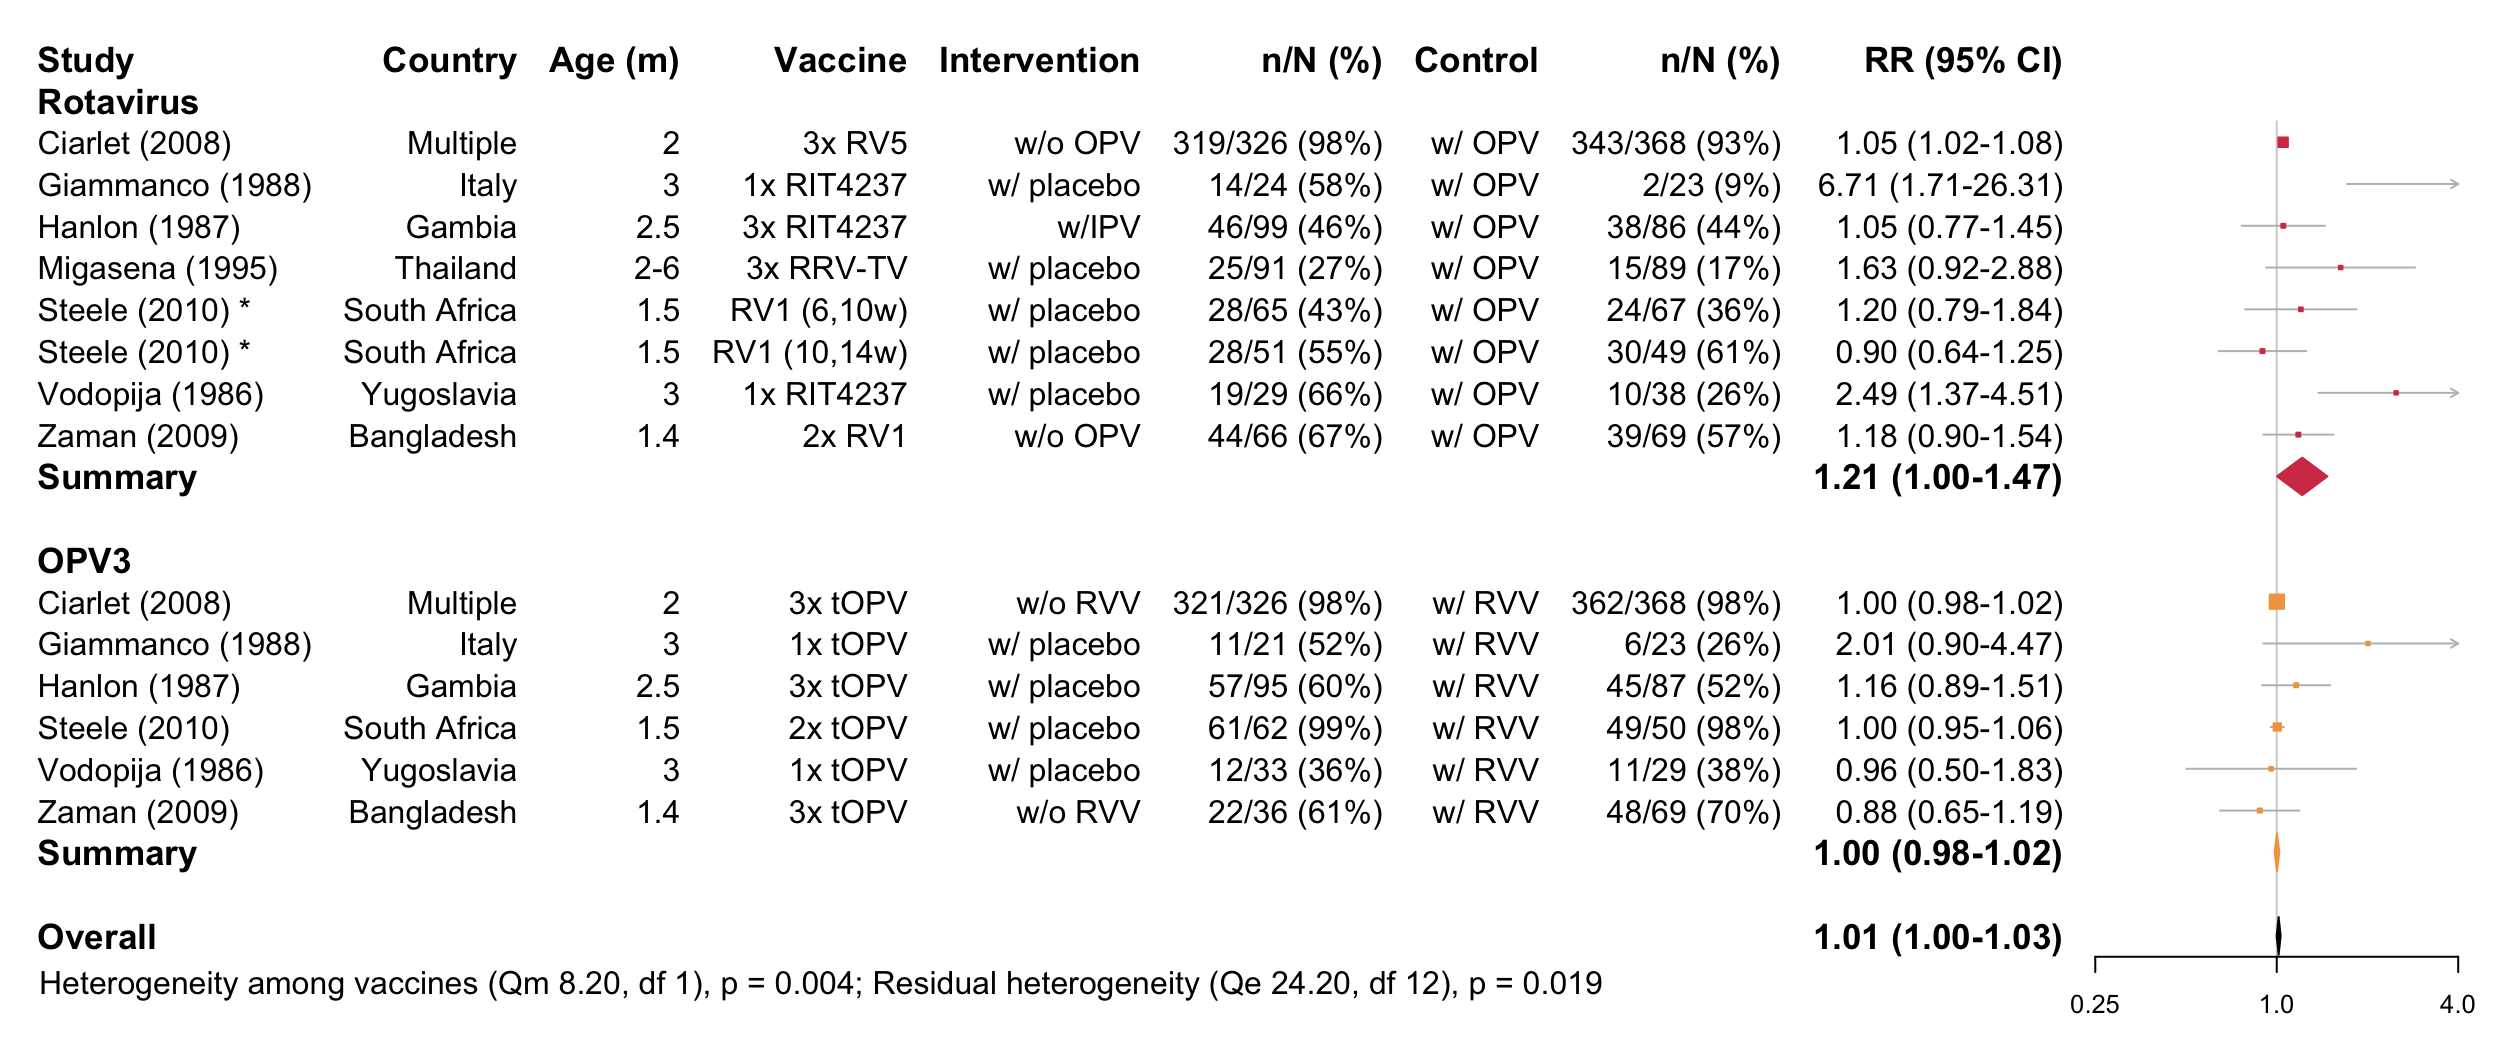 Study Country Age (m) Vaccine Intervention n/N (%) Control n/N (%) RR (95% CI)
Rotavirus
Ciarlet (2008) Multiple 2 3x RV5 w/o OPV 319/326 (98%) w/ OPV 343/368 (93%) 1.05 (1.02-1.08)
Giammanco (1988) Italy 3 1x RIT4237 w/ placebo 14/24 (58%) w/ OPV 2/23 (9%) 6.71 (1.71-26.31)
Hanlon (1987) Gambia 2.5 3x RIT4237 w/IPV 46/99 (46%) w/ OPV 38/86 (44%) 1.05 (0.77-1.45)
Migasena (1995) Thailand 2-6 3x RRV-TV w/ placebo 25/91 (27%) w/ OPV 15/89 (17%) 1.63 (0.92-2.88)
Steele (2010) * South Africa 1.5 RV1 (6,10w) w/ placebo 28/65 (43%) w/ OPV 24/67 (36%) 1.20 (0.79-1.84)
Steele (2010) * South Africa 1.5 RV1 (10,14w) w/ placebo 28/51 (55%) w/ OPV 30/49 (61%) 0.90 (0.64-1.25)
Vodopija (1986) Yugoslavia 3 1x RIT4237 w/ placebo 19/29 (66%) w/ OPV 10/38 (26%) 2.49 (1.37-4.51)
Zaman (2009) Bangladesh 1.4 2x RV1 w/o OPV 44/66 (67%) w/ OPV 39/69 (57%) 1.18 (0.90-1.54)
Summary 1.21 (1.00-1.47)
OPV3
Ciarlet (2008) Multiple 2 3x tOPV w/o RVV 321/326 (98%) w/ RVV 362/368 (98%) 1.00 (0.98-1.02)
Giammanco (1988) Italy 3 1x tOPV w/ placebo 11/21 (52%) w/ RVV 6/23 (26%) 2.01 (0.90-4.47)
Hanlon (1987) Gambia 2.5 3x tOPV w/ placebo 57/95 (60%) w/ RVV 45/87 (52%) 1.16 (0.89-1.51)
Steele (2010) South Africa 1.5 2x tOPV w/ placebo 61/62 (99%) w/ RVV 49/50 (98%) 1.00 (0.95-1.06)
Vodopija (1986) Yugoslavia 3 1x tOPV w/ placebo 12/33 (36%) w/ RVV 11/29 (38%) 0.96 (0.50-1.83)
Zaman (2009) Bangladesh 1.4 3x tOPV w/o RVV 22/36 (61%) w/ RVV 48/69 (70%) 0.88 (0.65-1.19)
Summary 1.00 (0.98-1.02)
Overall 1.01 (1.00-1.03)
Heterogeneity among vaccines (Qm 8.20, df 1), p = 0.004; Residual heterogeneity (Qe 24.20, df 12), p = 0.019
0.25 1.0 4.0